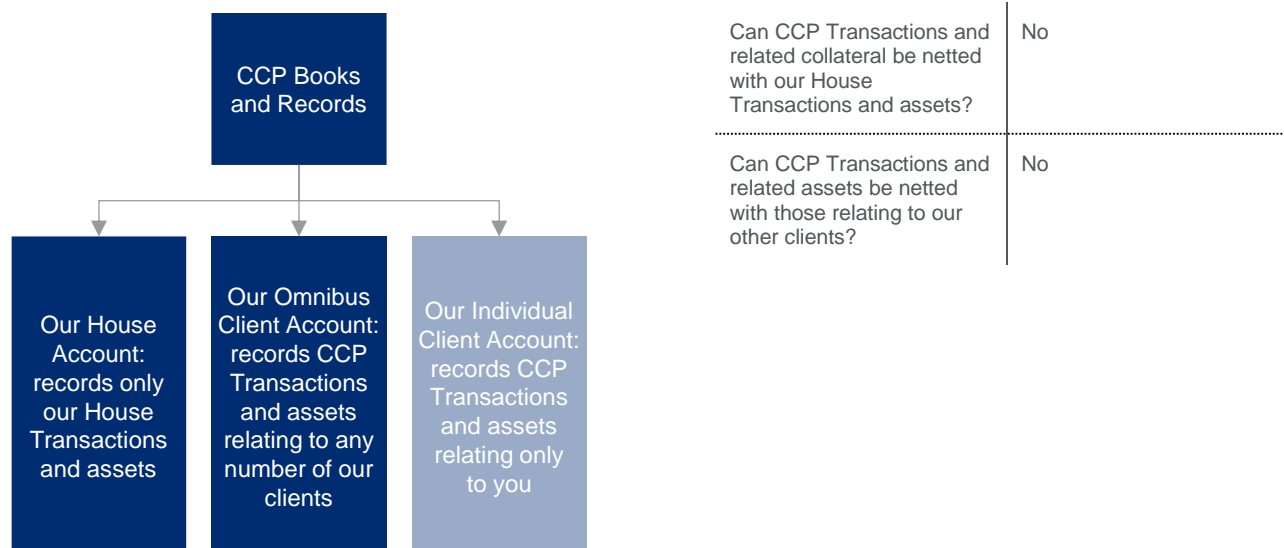 CCP Books
and Records
Our House
Account:
records only
our House
Transactions
and assets
Our Omnibus
Client Account:
records CCP
Transactions
and assets
relating to any
number of our
clients
Our Individual
Client Account:
records CCP
Transactions
and assets
relating only
to you
Can CCP Transactions and
related collateral be netted
with our House
Transactions and assets?
No
Can CCP Transactions and
related assets be netted
with those relating to our
other clients?
No